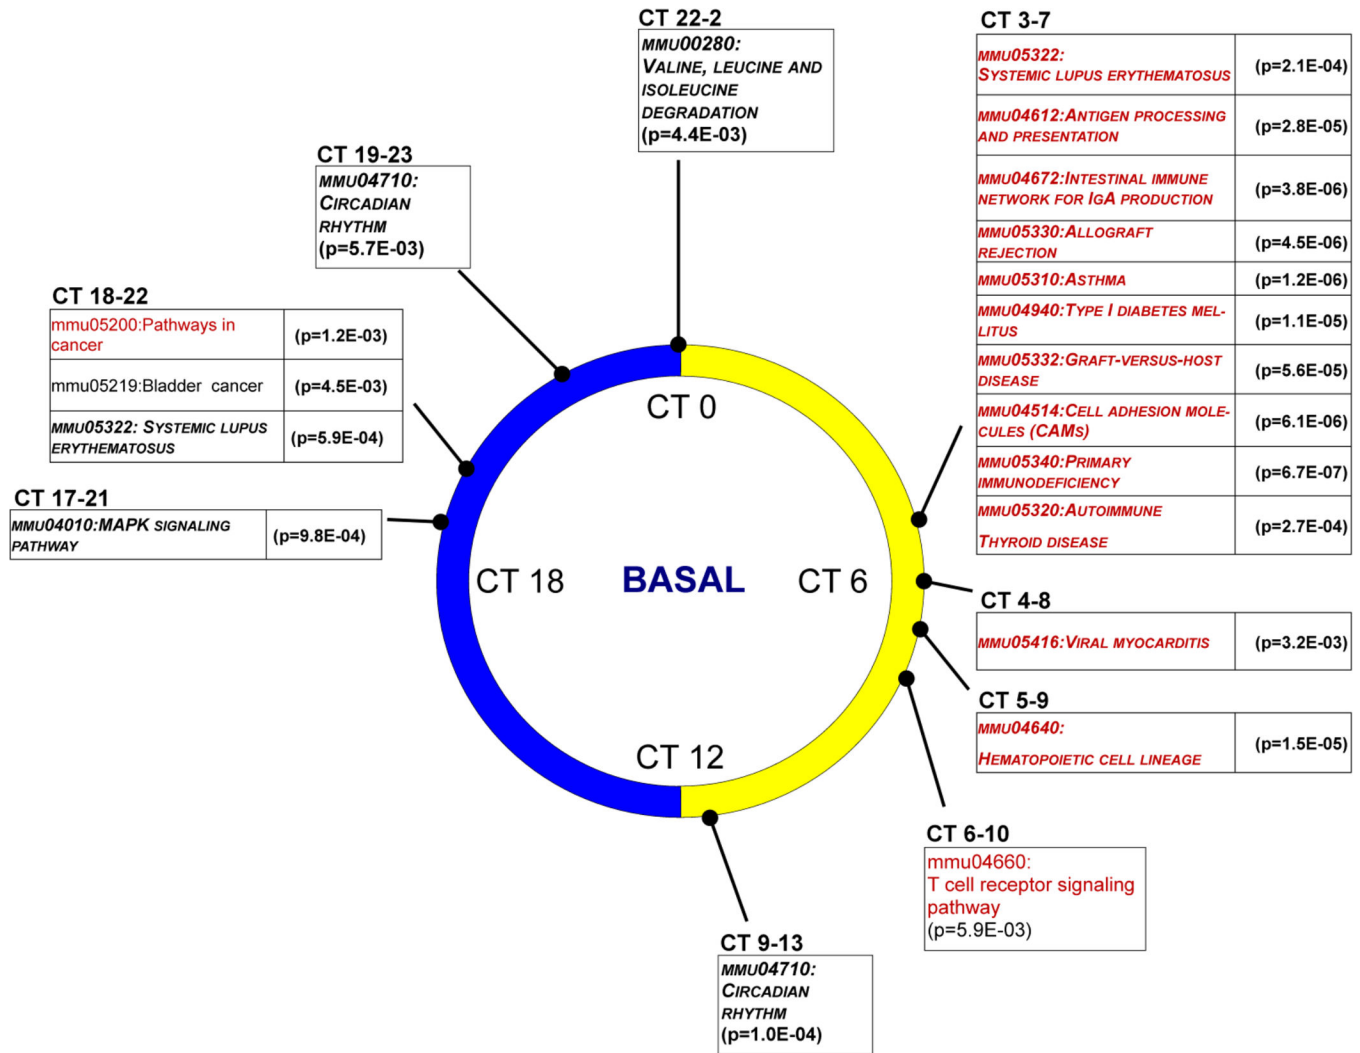 CT 22-2
MMU00280:
VALINE, LEUCINE AND
ISOLEUCINE
DEGRADATION
(p=4.4E-03)
CT 19-23
MMU04710:
CIRCADIAN
RHYTHM
(p=5.7E-03)
CT 18-22
mmu05200:Pathways in
cancer
(p=1.2E-03)
mmu05219:Bladder cancer
(p=4.5E-03)
MMU05322: SYSTEMIC LUPUS
ERYTHEMATOSUS
(p=5.9E-04)
CT 17-21
MMU04010:MAPK SIGNALING
PATHWAY
(p=9.8E-04)
CT 0
CT 18
BASAL
CT 6
CT 12
CT 3-7
MMU05322:
SYSTEMIC LUPUS ERYTHEMATOSUS
(p=2.1E-04)
MMU04612:ANTIGEN PROCESSING
AND PRESENTATION
(p=2.8E-05)
MMU04672:INTESTINAL IMMUNE
NETWORK FOR IGA PRODUCTION
(p=3.8E-06)
MMU05330:ALLOGRAFT
REJECTION
(p=4.5E-06)
MMU05310:ASTHMA
(p=1.2E-06)
MMU04940:TYPE I DIABETES MEL-
LITUS
(p=1.1E-05)
MMU05332:GRAFT-VERSUS-HOST
DISEASE
(p=5.6E-05)
MMU04514:CELL ADHESION MOLE-
CULES (CAMS)
(p=6.1E-06)
MMU05340:PRIMARY
IMMUNODEFICIENCY
(p=6.7E-07)
MMU05320:AUTOIMMUNE
THYROID DISEASE
(p=2.7E-04)
CT 4-8
MMU05416:VIRAL MYOCARDITIS
(p=3.2E-03)
CT 5-9
MMU04640:
HEMATOPOIETIC CELL LINEAGE
(p=1.5E-05)
CT 6-10
mmu04660:
T cell receptor signaling
pathway
(p=5.9E-03)
CT 9-13
MMU04710:
CIRCADIAN
RHYTHM
(p=1.0E-04)